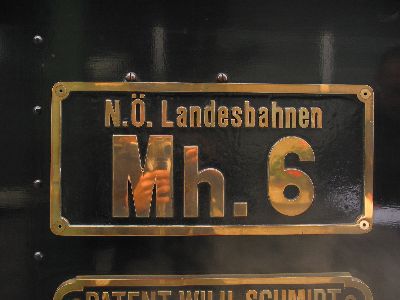 N.Ö. Landesbahnen
Mh. 6
PATENT WILH. SCHMIDT